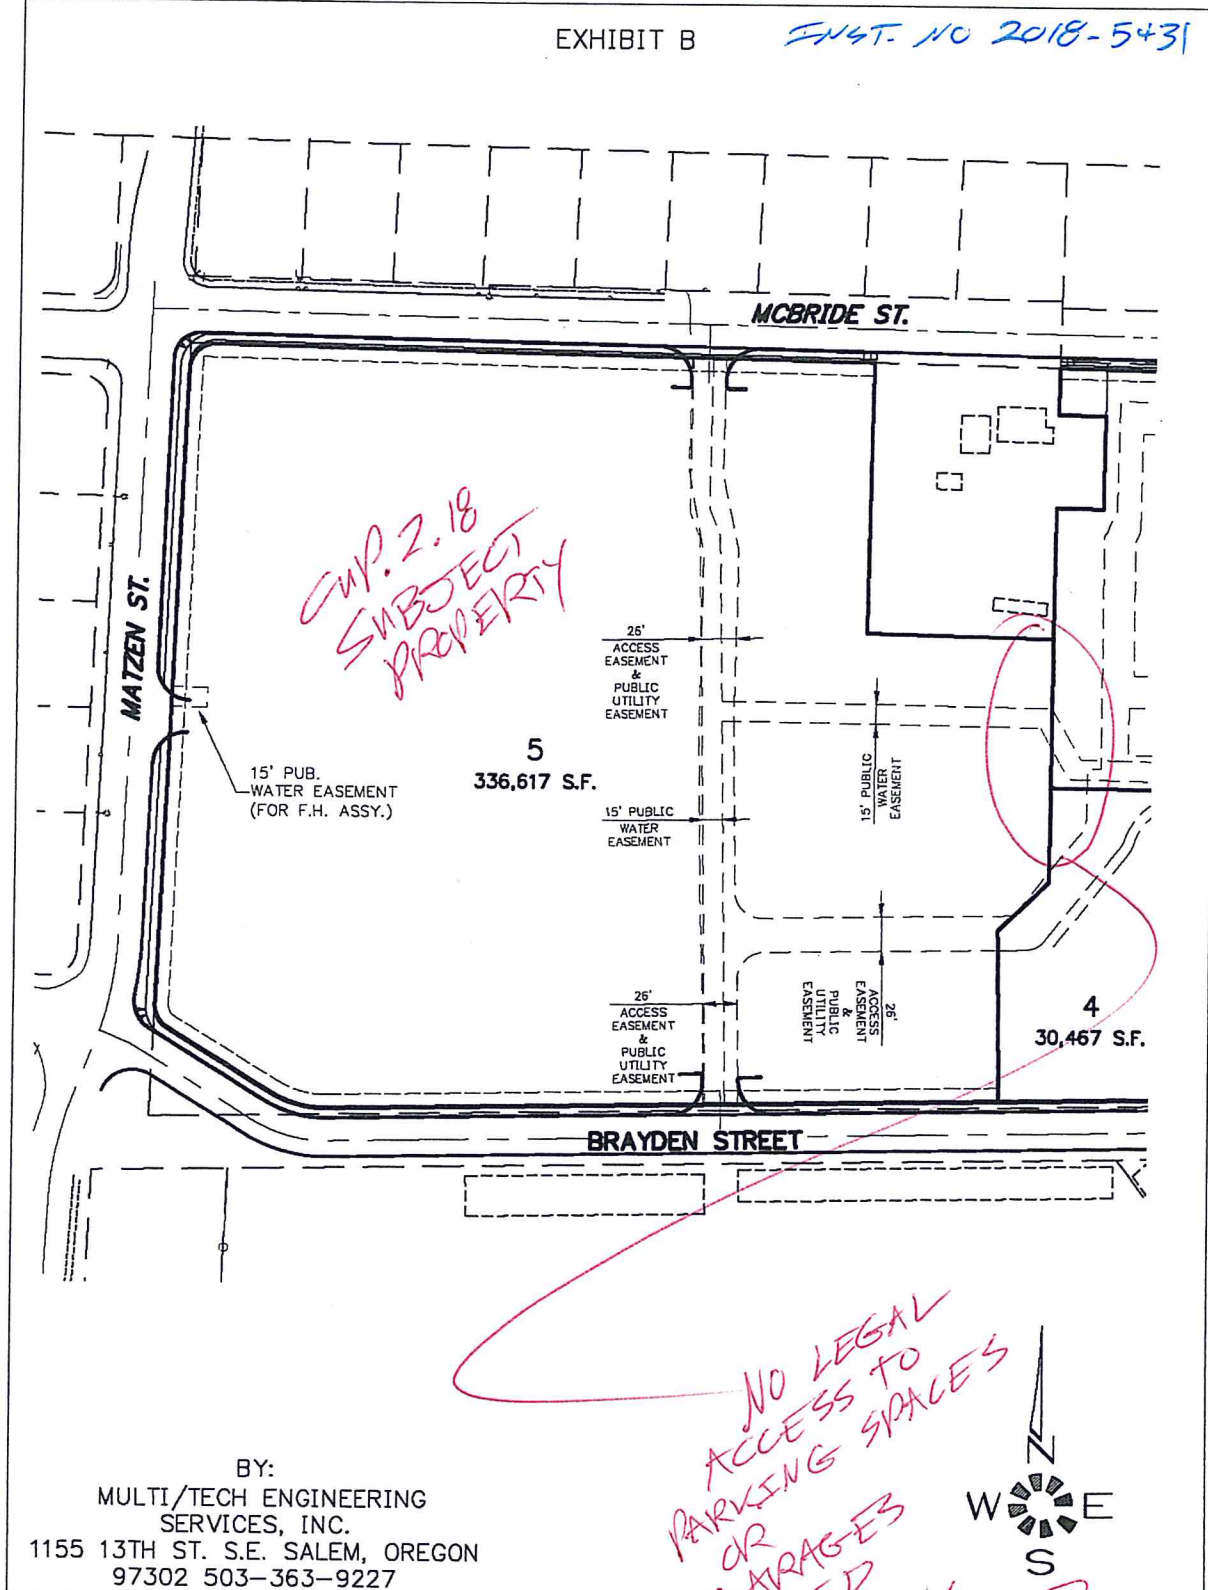 EXHIBIT B
INST. NO 2018-5431
MCBRIDE ST.
CUP. 2.18
SUBJECT
PROPERTY
MATZEN ST.
26'
ACCESS
EASEMENT
&
PUBLIC
UTILITY
EASEMENT
5
336,617 S.F.
15' PUB.
WATER EASEMENT
(FOR F.H. ASSY.)
15' PUBLIC
WATER
EASEMENT
15' PUBLIC
WATER
EASEMENT
26'
ACCESS
EASEMENT
&
PUBLIC
UTILITY
EASEMENT
26'
ACCESS
EASEMENT
&
PUBLIC
UTILITY
EASEMENT
4
30,467 S.F.
BRAYDEN STREET
NO LEGAL
ACCESS TO
PARKING SPACES
OR
GARAGES
N
W E
S
BY:
MULTI/TECH ENGINEERING
SERVICES, INC.
1155 13TH ST. S.E. SALEM, OREGON
97302 503-363-9227